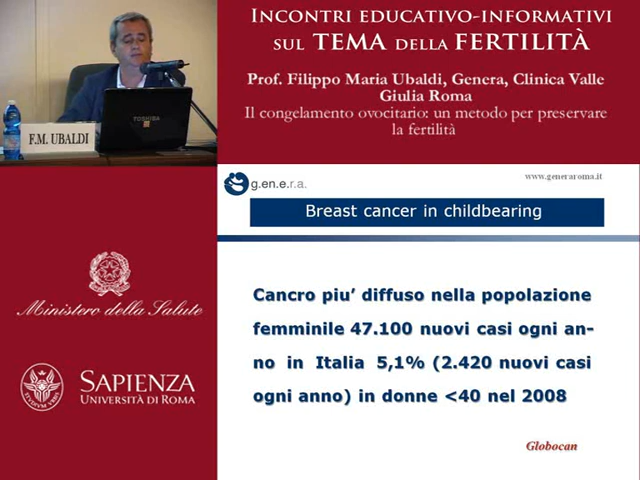 INCONTRI EDUCATIVO-INFORMATIVI
SUL TEMA DELLA FERTILITÀ
Prof. Filippo Maria Ubaldi, Genera, Clinica Valle
Giulia Roma
Il congelamento ovocitario: un metodo per preservare
la fertilità
TOSHIBA
F.M. UBALDI
g.en.e.r.a.
www.generaroma.it
Breast cancer in childbearing
Cancro piu' diffuso nella popolazione
femminile 47.100 nuovi casi ogni an-
no in Italia 5,1% (2.420 nuovi casi
ogni anno) in donne <40 nel 2008
Globocan
Ministero della Salute
SAPIENZA
UNIVERSITÀ DI ROMA